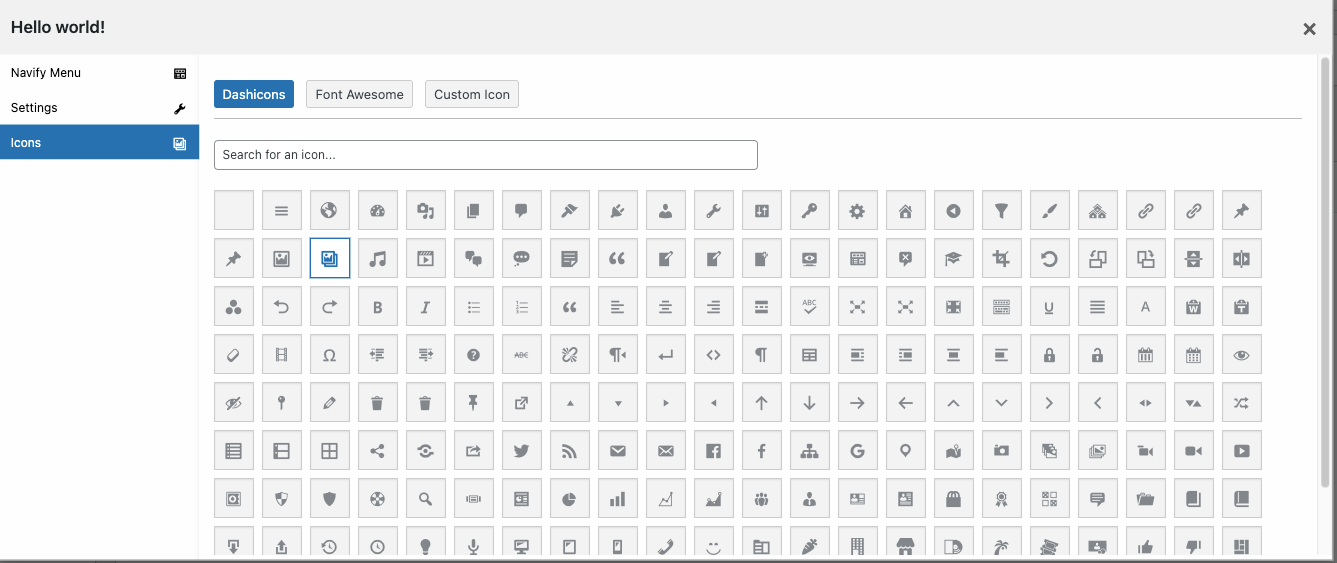 Hello world!
Navify Menu
Settings
Icons
Dashicons
Font Awesome
Custom Icon
Search for an icon...